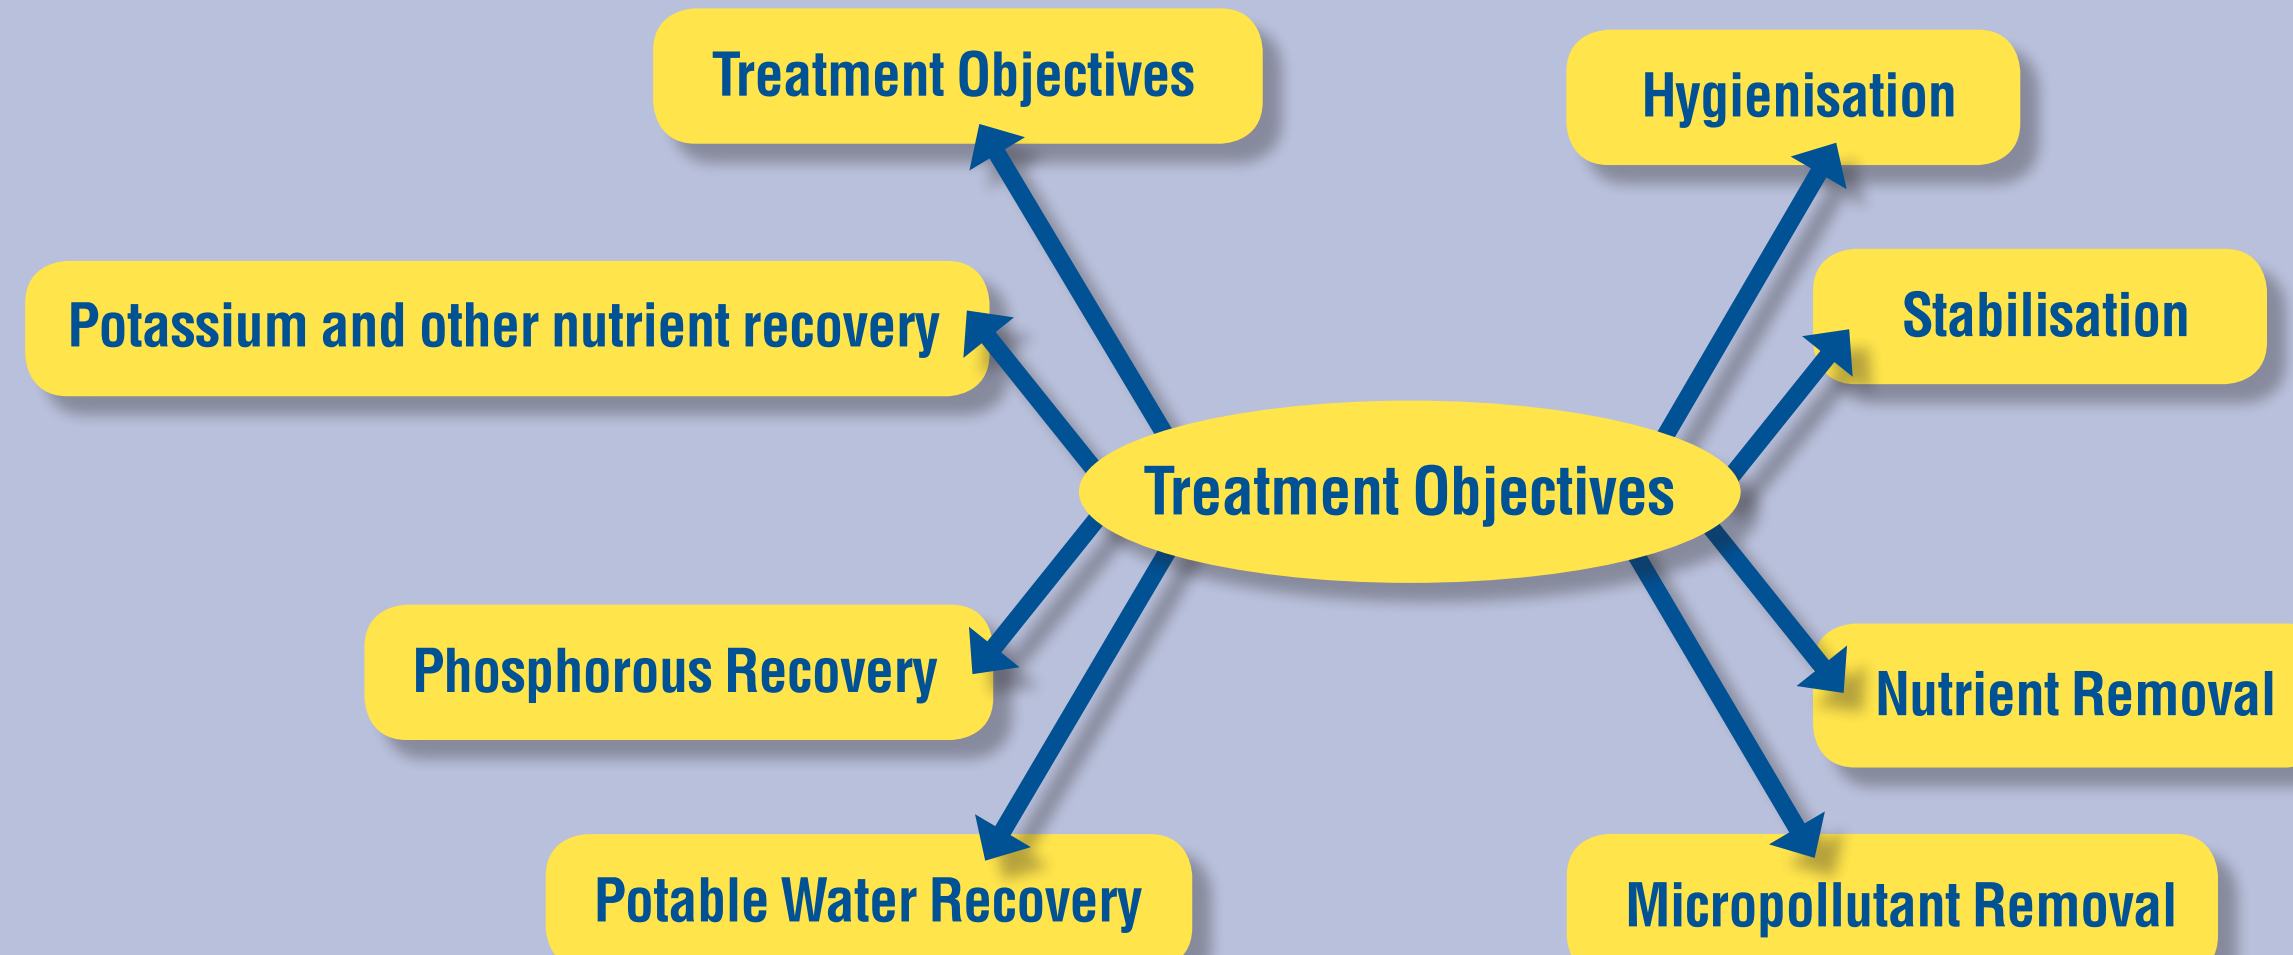 Treatment Objectives
Hygienisation
Potassium and other nutrient recovery
Stabilisation
Treatment Objectives
Phosphorous Recovery
Nutrient Removal
Potable Water Recovery
Micropollutant Removal